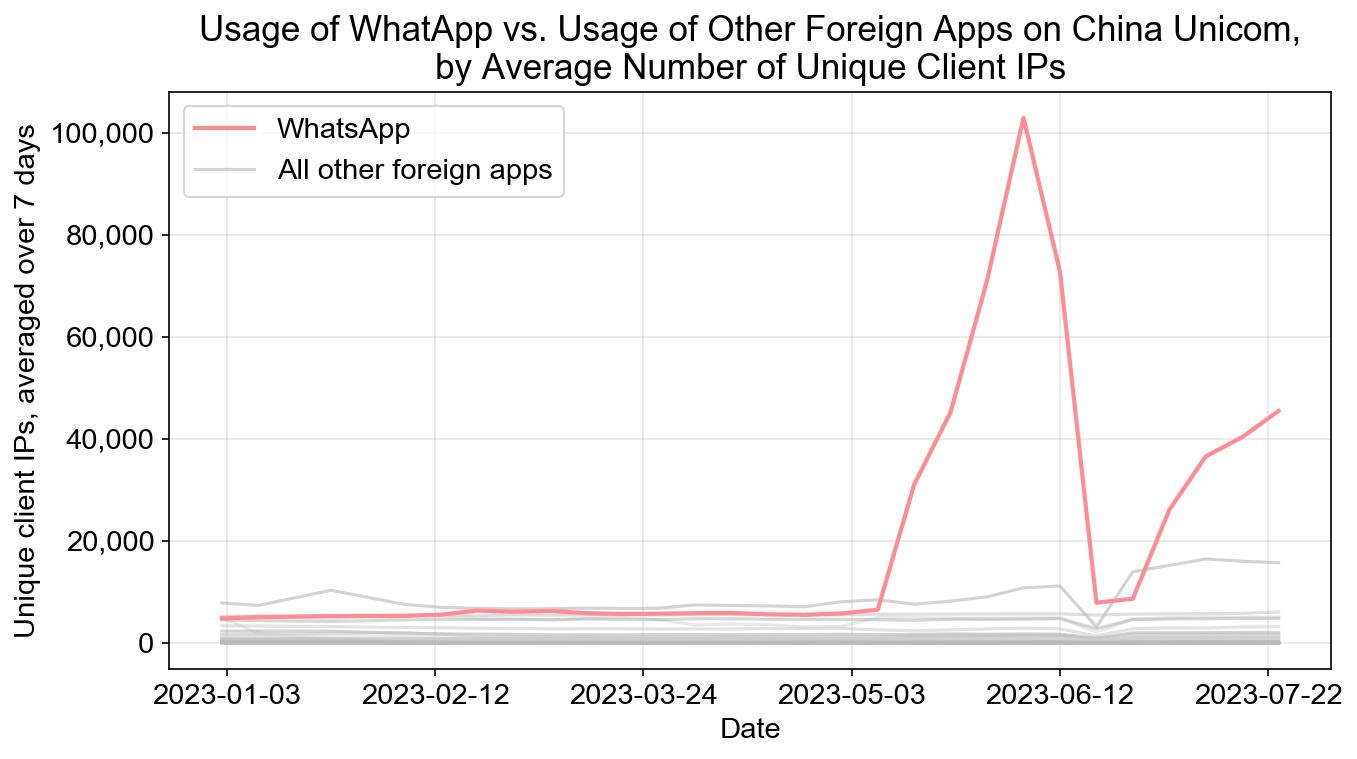 Usage of WhatApp vs. Usage of Other Foreign Apps on China Unicom,
by Average Number of Unique Client IPs
WhatsApp
All other foreign apps
Unique client IPs, averaged over 7 days
100,000
80,000
60,000
40,000
20,000
0
2023-01-03 2023-02-12 2023-03-24 2023-05-03 2023-06-12 2023-07-22
Date